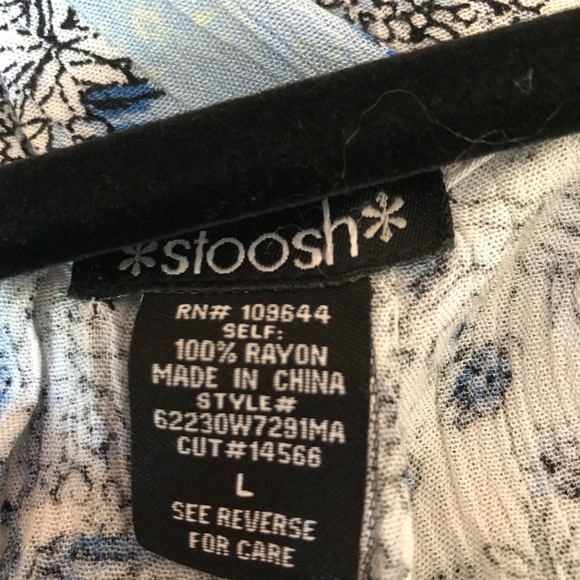 *stoosh*
RN# 109644
SELF:
100% RAYON
MADE IN CHINA
STYLE#
62230W7291MA
CUT#14566
L
SEE REVERSE
FOR CARE